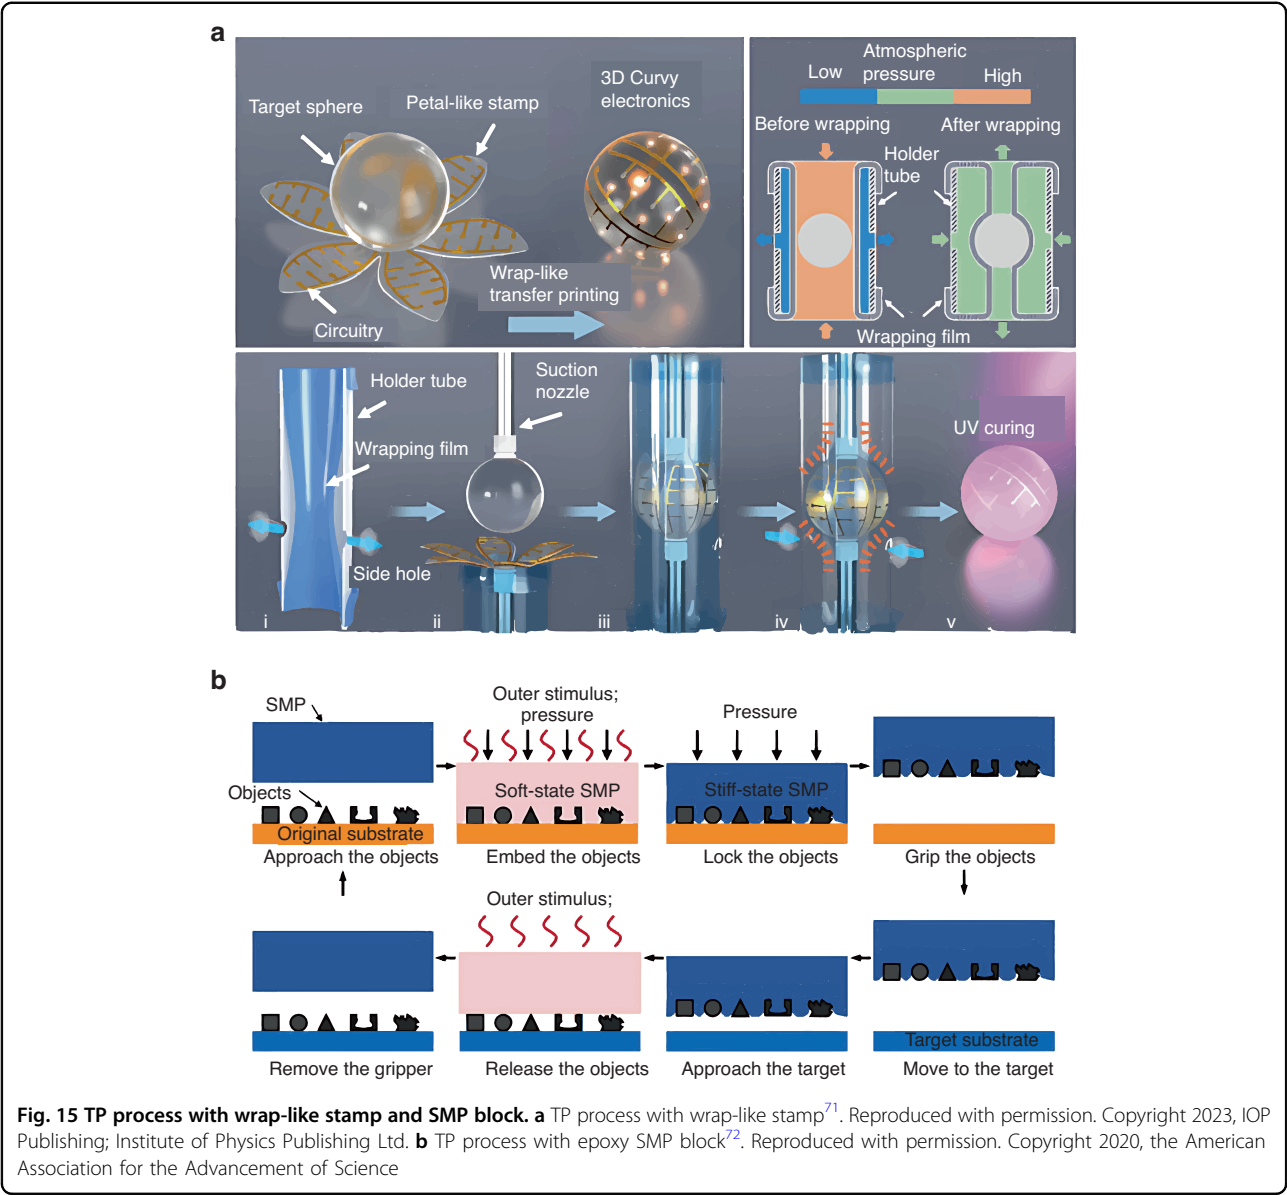 a
Target sphere
Petal-like stamp
3D Curvy
electronics
Wrap-like
transfer printing
Circuitry
Atmospheric
pressure
Low
High
Before wrapping
After wrapping
Holder
tube
Wrapping film
Holder tube
Wrapping film
Side hole
Suction
nozzle
UV curing
i
ii
iii
iv
v
b
SMP
Objects
Original substrate
Approach the objects
Outer stimulus;
pressure
Soft-state SMP
Embed the objects
Pressure
Stiff-state SMP
Lock the objects
Grip the objects
Outer stimulus;
Target substrate
Remove the gripper
Release the objects
Approach the target
Move to the target
Fig. 15 TP process with wrap-like stamp and SMP block. a TP process with wrap-like stamp71. Reproduced with permission. Copyright 2023, IOP
Publishing; Institute of Physics Publishing Ltd. b TP process with epoxy SMP block72. Reproduced with permission. Copyright 2020, the American
Association for the Advancement of Science